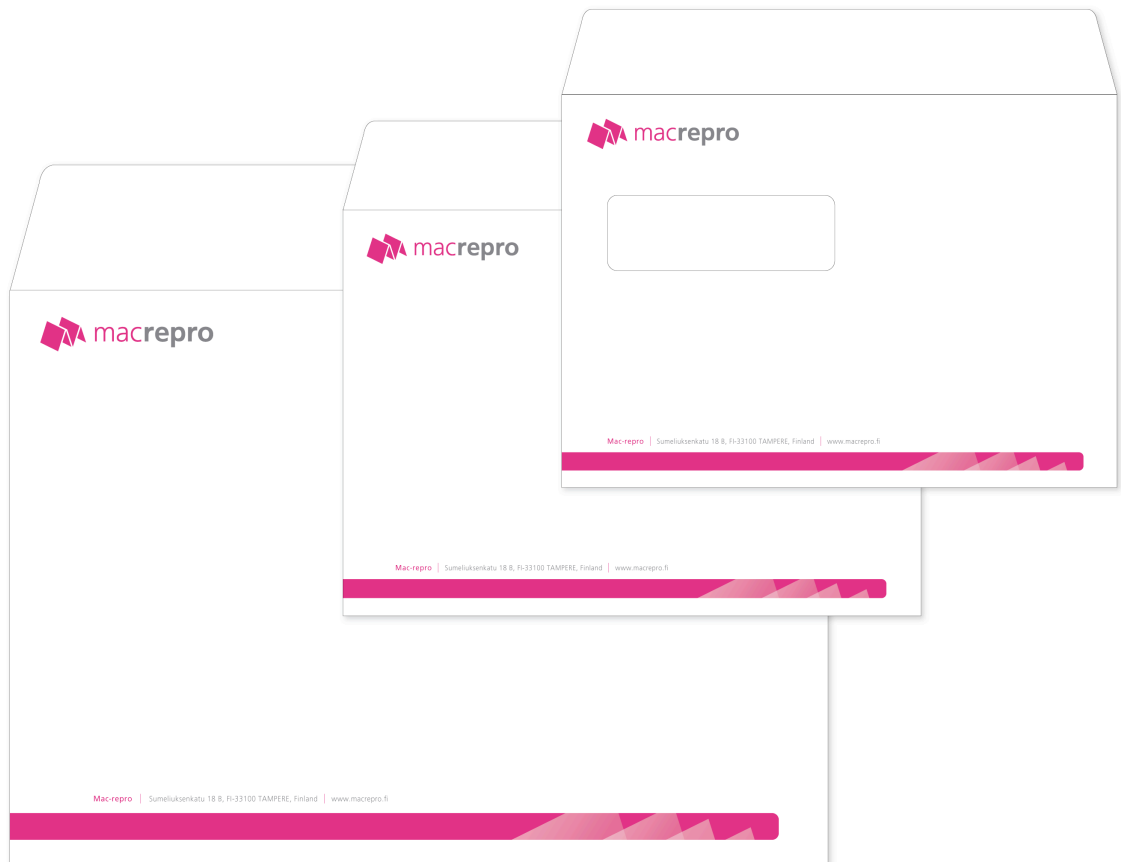 macrepro
Mac-repro | Sumeliuksenkatu 18 B, FI-33100 TAMPERE, Finland | www.macrepro.fi
macrepro
Mac-repro | Sumeliuksenkatu 18 B, FI-33100 TAMPERE, Finland | www.macrepro.fi
macrepro
Mac-repro | Sumeliuksenkatu 18 B, FI-33100 TAMPERE, Finland | www.macrepro.fi